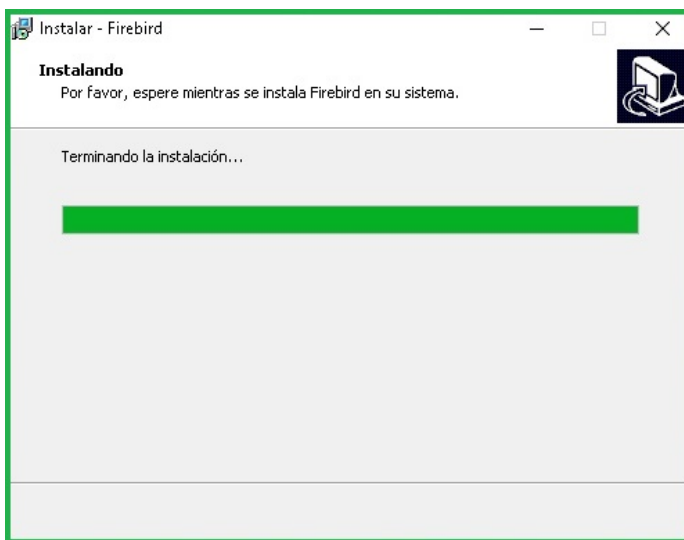 Instalar - Firebird
Instalando
Por favor, espere mientras se instala Firebird en su sistema.
Terminando la instalación...